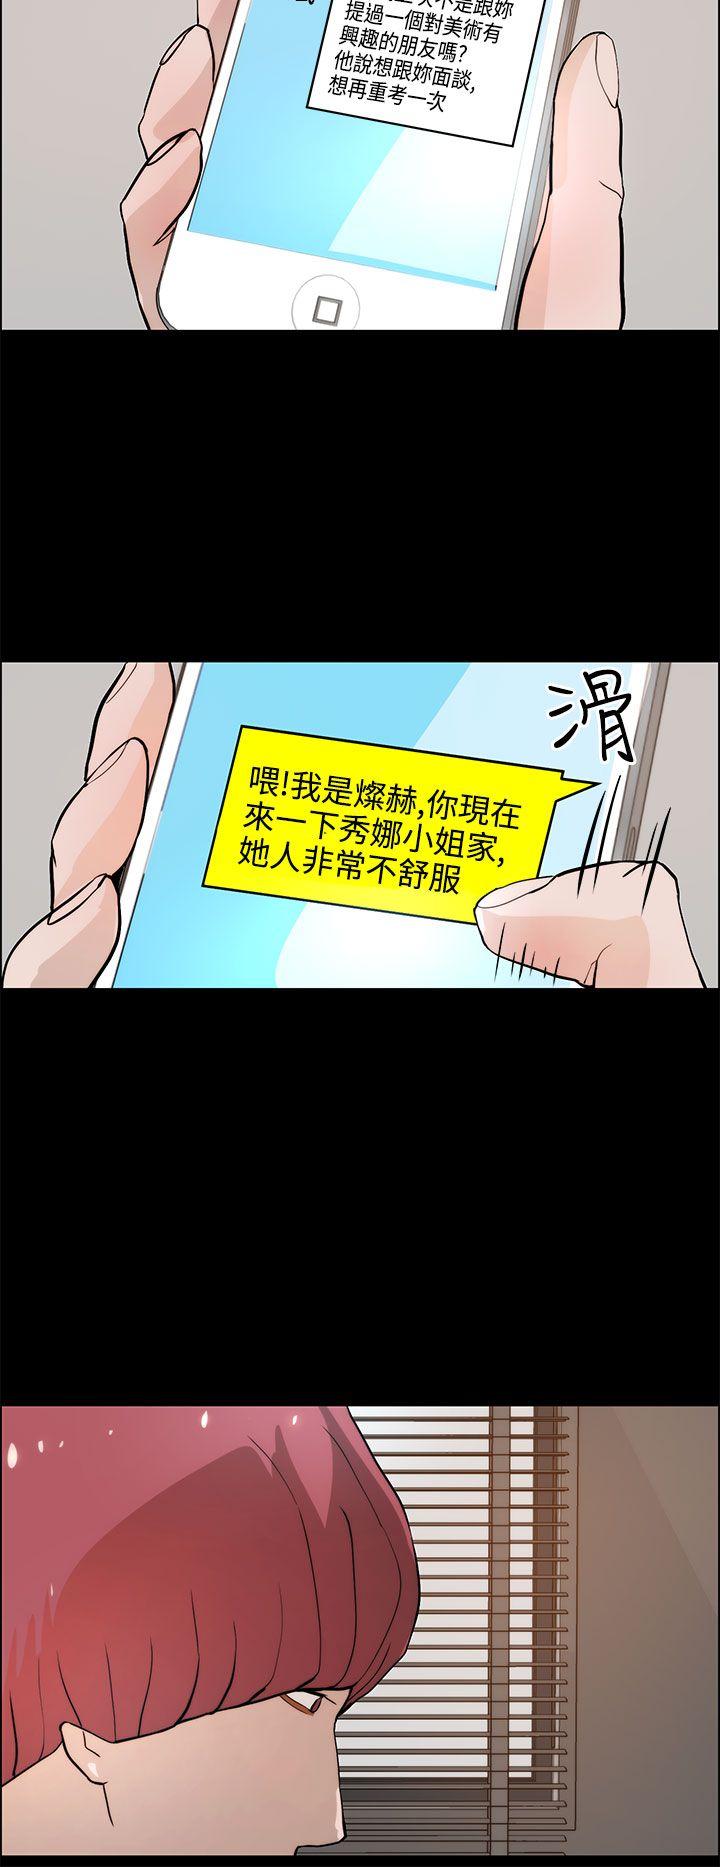 不是跟妳
提過一個對美術有
興趣的朋友嗎?
他說想跟妳面談,
想再重考一次
滑
喂!我是燦赫,你現在
來一下秀娜小姐家,
她人非常不舒服